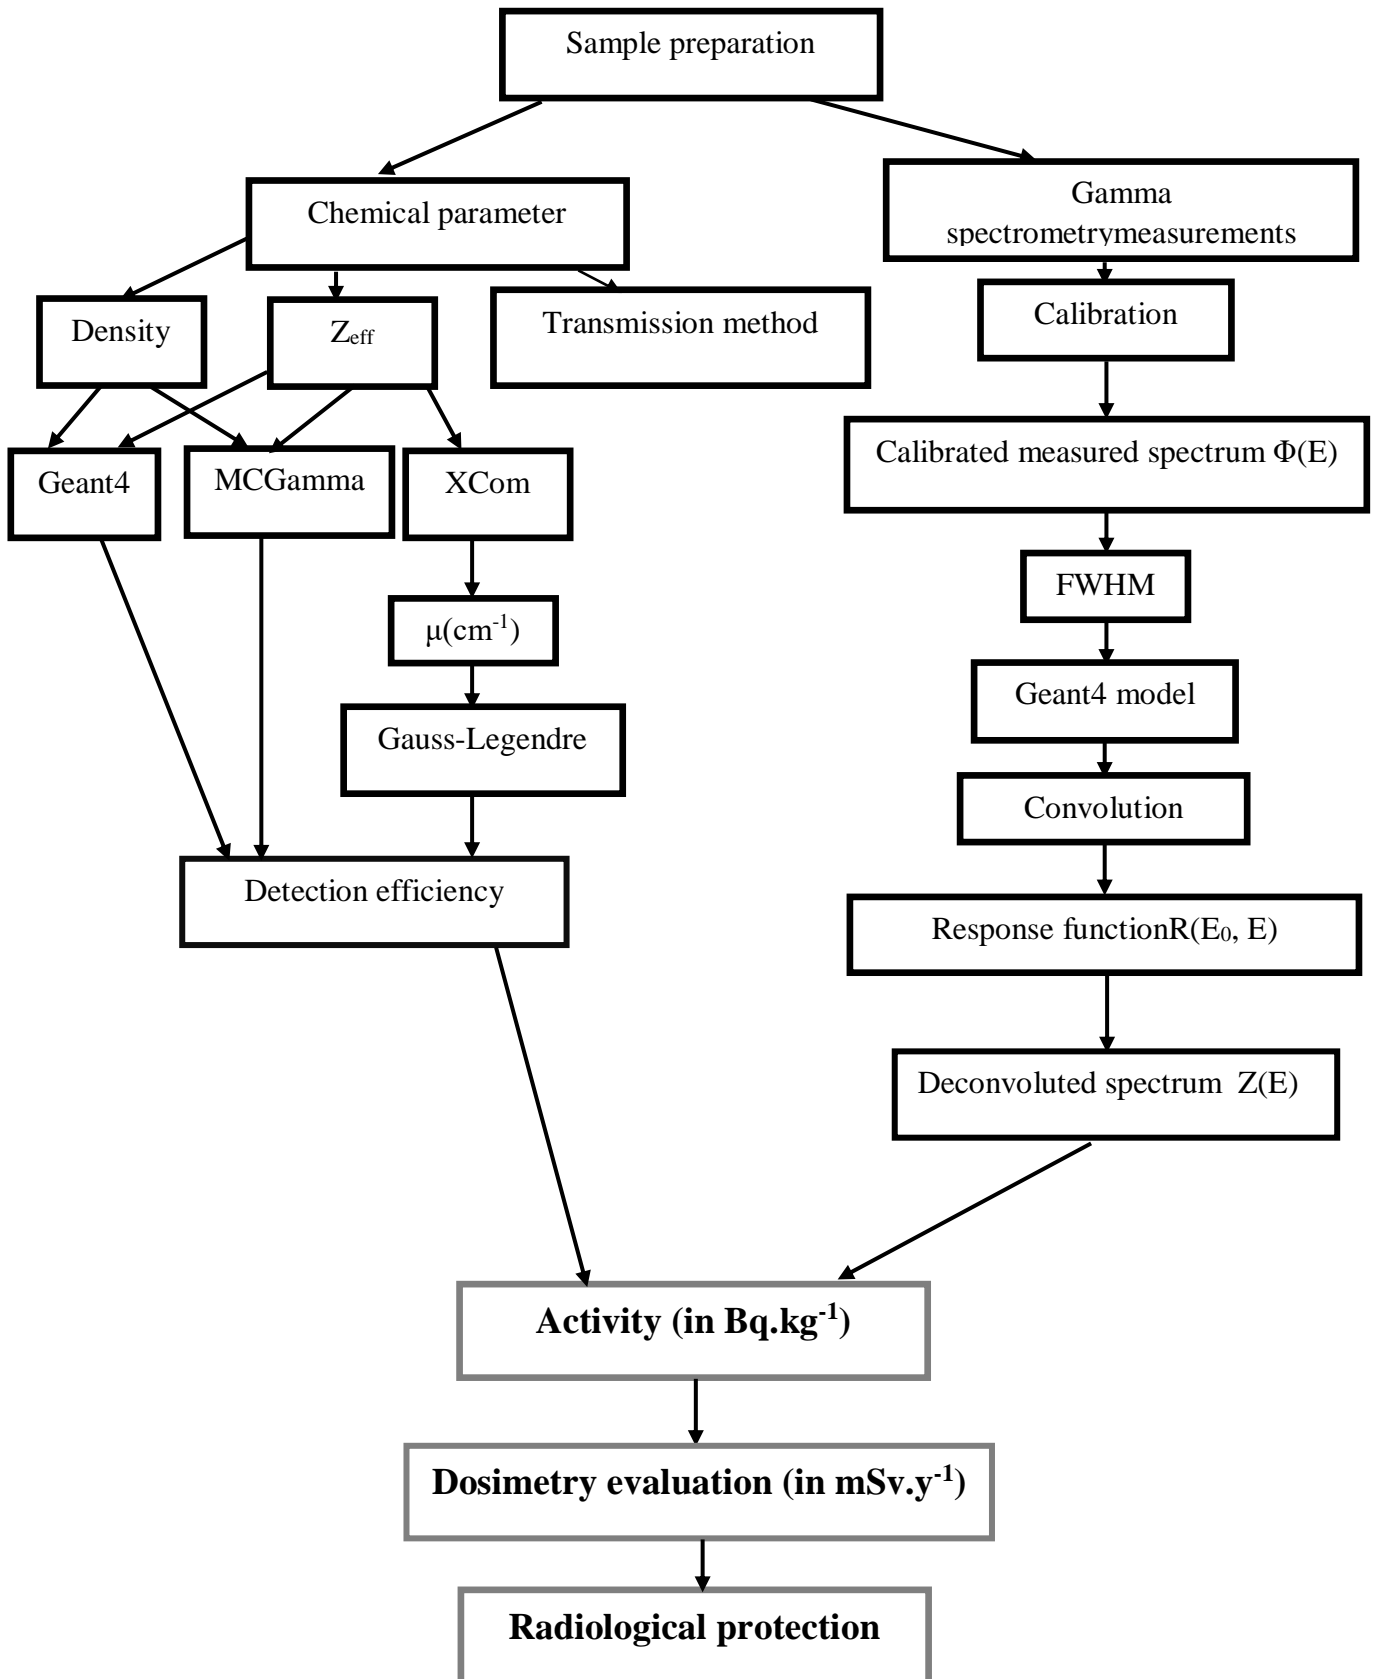 Sample preparation
Chemical parameter
Gamma
spectrometrymeasurements
Density
Zeff
Transmission method
Calibration
Geant4
MCGamma
XCom
Calibrated measured spectrum Φ(E)
FWHM
μ(cm⁻¹)
Geant4 model
Gauss-Legendre
Convolution
Detection efficiency
Response functionR(E₀, E)
Deconvoluted spectrum Z(E)
Activity (in Bq.kg⁻¹)
Dosimetry evaluation (in mSv.y⁻¹)
Radiological protection